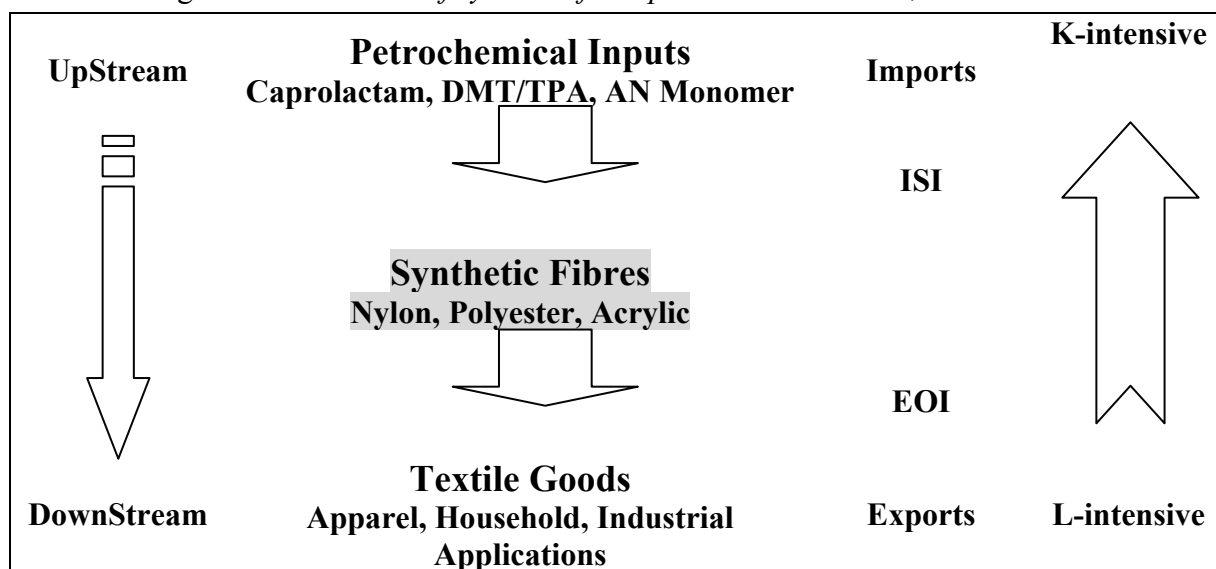 K-intensive
UpStream
Petrochemical Inputs
Imports
Caprolactam, DMT/TPA, AN Monomer
ISI
Synthetic Fibres
Nylon, Polyester, Acrylic
EOI
Textile Goods
DownStream
Apparel, Household, Industrial
Applications
Exports
L-intensive